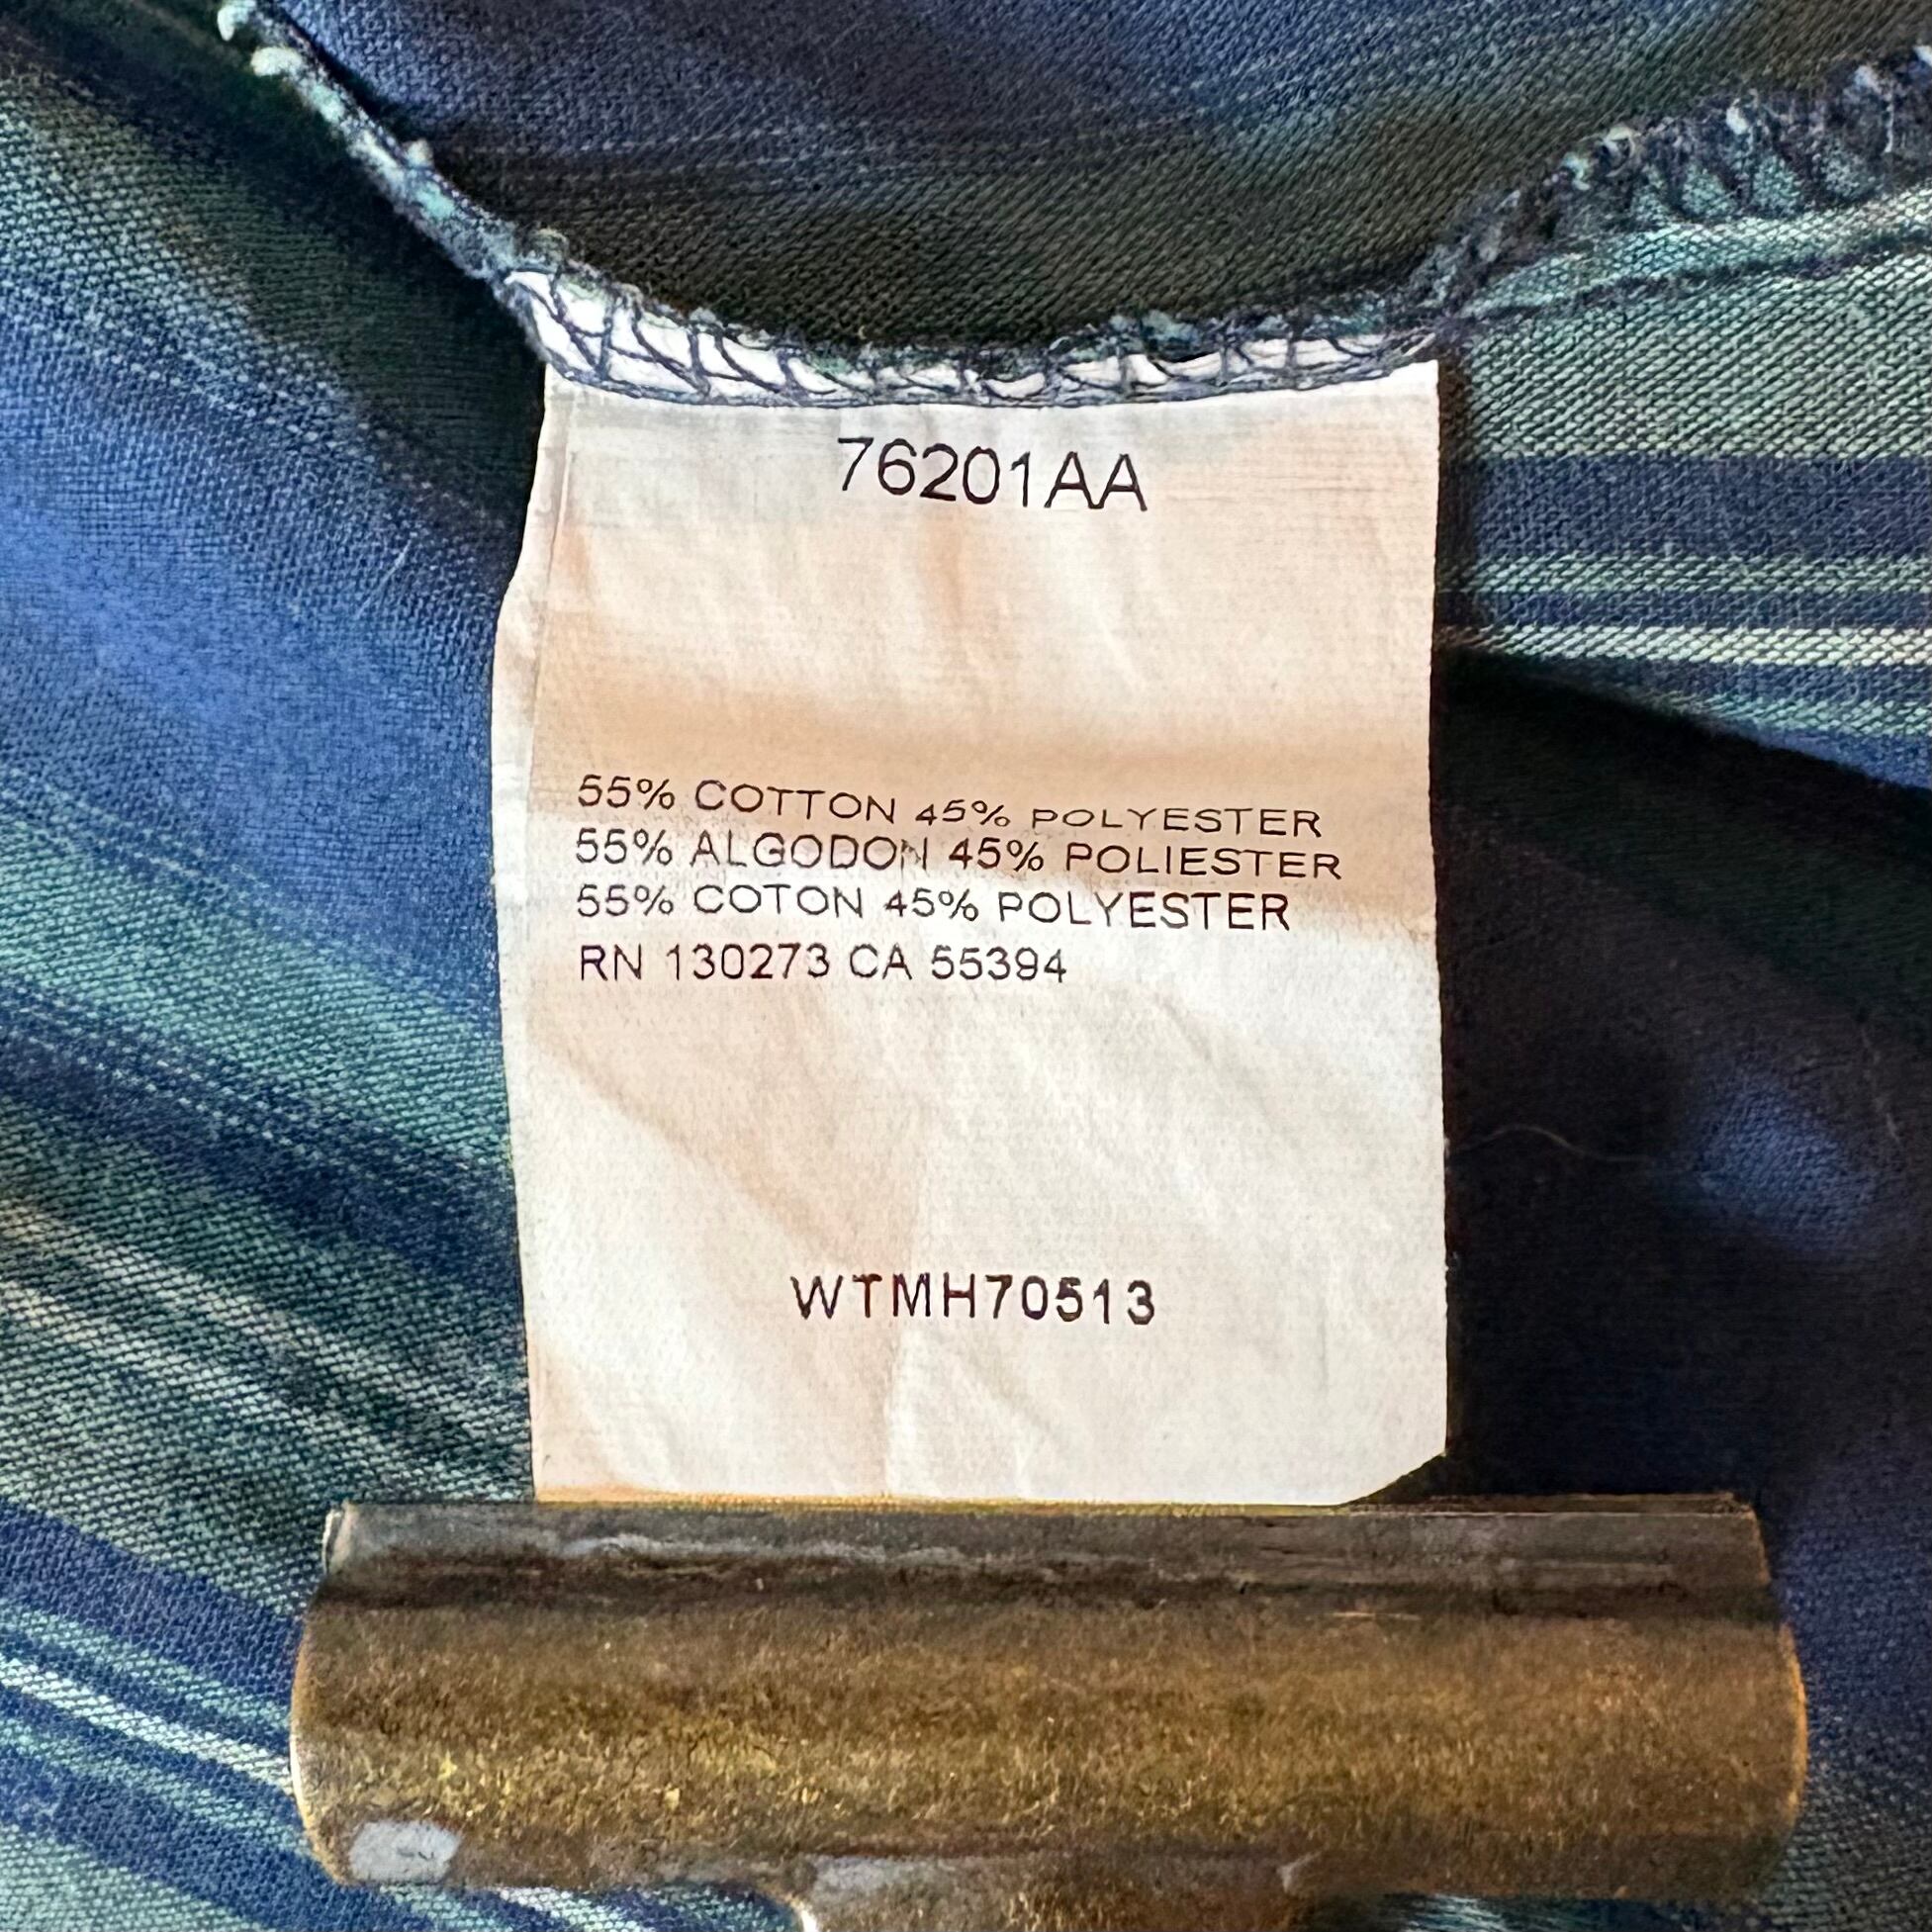 76201AA
55% COTTON 45% POLYESTER
55% ALGODON 45% POLIESTER
55% COTON 45% POLYESTER
RN 130273 CA 55394
WTMH70513